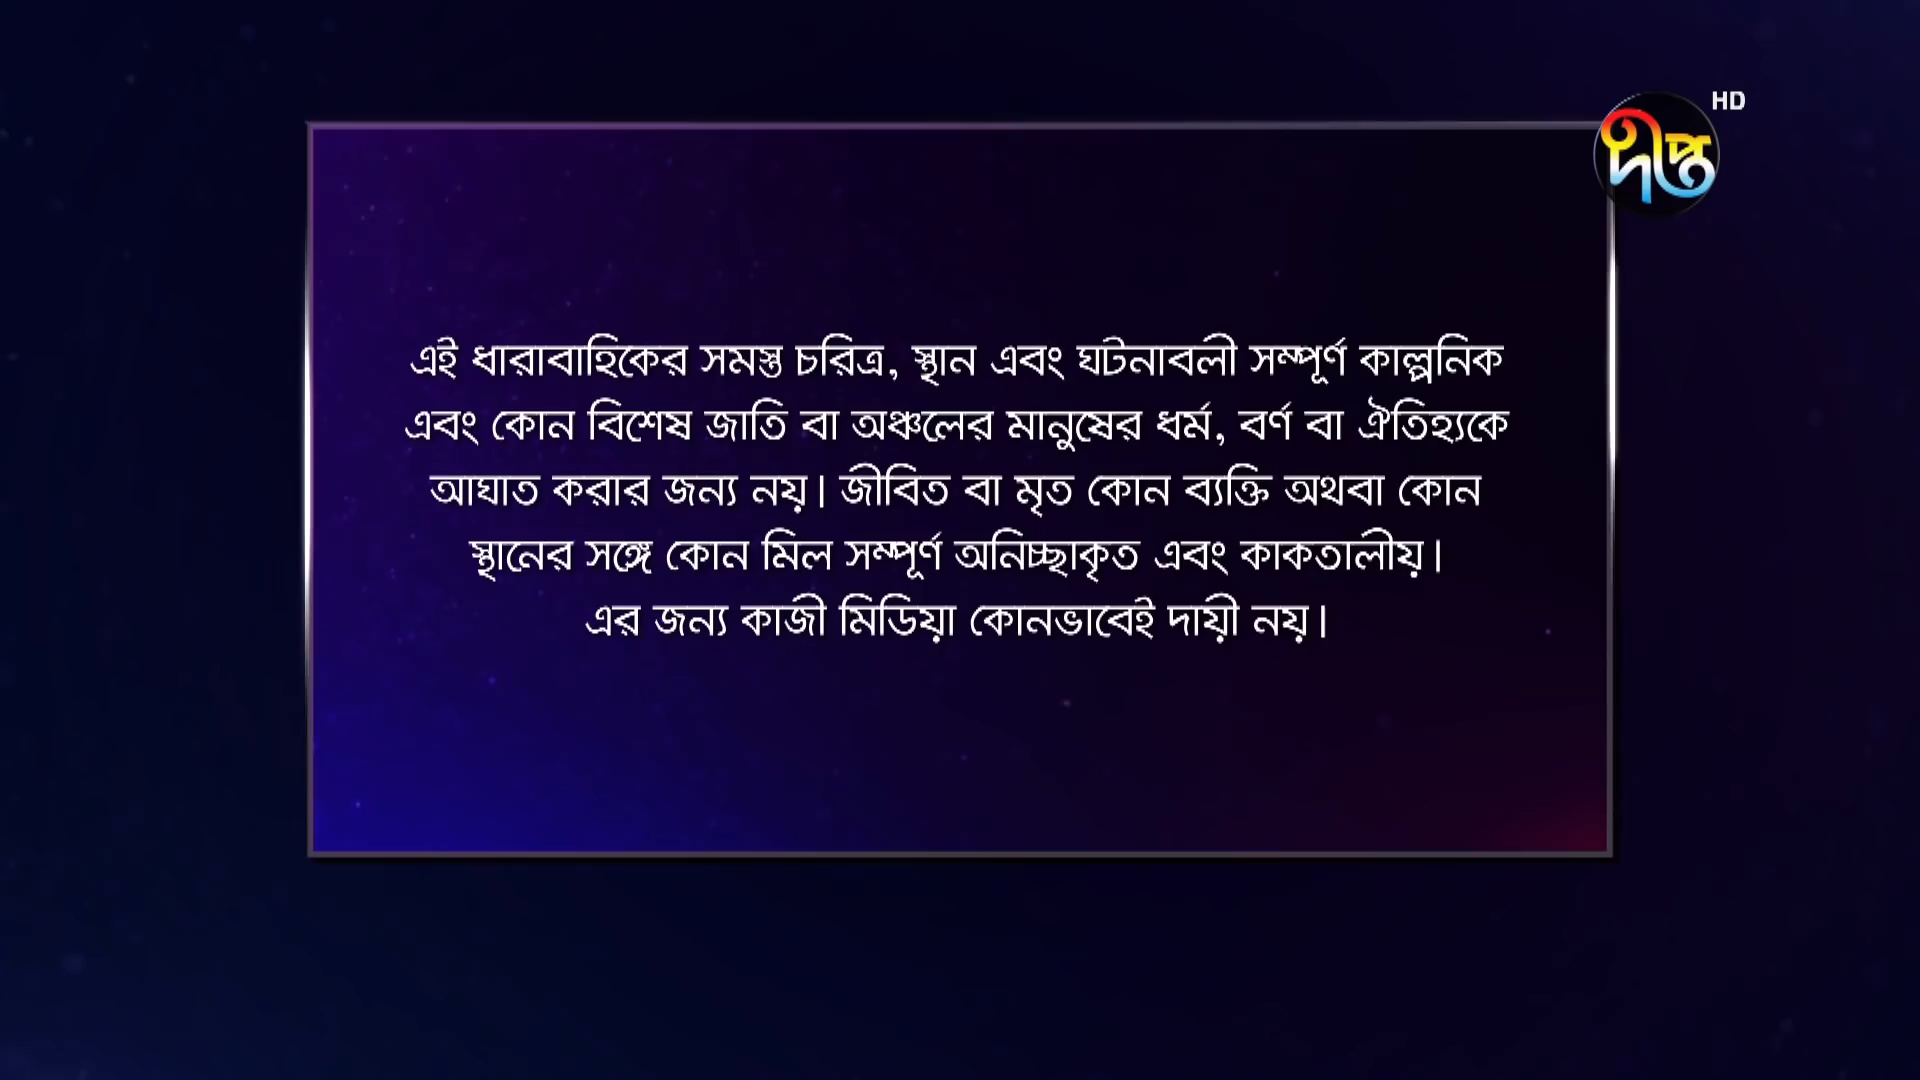 HD
দীপ্ত
এই ধারাবাহিকের সমস্ত চরিত্র, স্থান এবং ঘটনাবলী সম্পূর্ণ কাল্পনিক
এবং কোন বিশেষ জাতি বা অঞ্চলের মানুষের ধর্ম, বর্ণ বা ঐতিহ্যকে
আঘাত করার জন্য নয়। জীবিত বা মৃত কোন ব্যক্তি অথবা কোন
স্থানের সঙ্গে কোন মিল সম্পূর্ণ অনিচ্ছাকৃত এবং কাকতালীয়।
এর জন্য কাজী মিডিয়া কোনভাবেই দায়ী নয়।